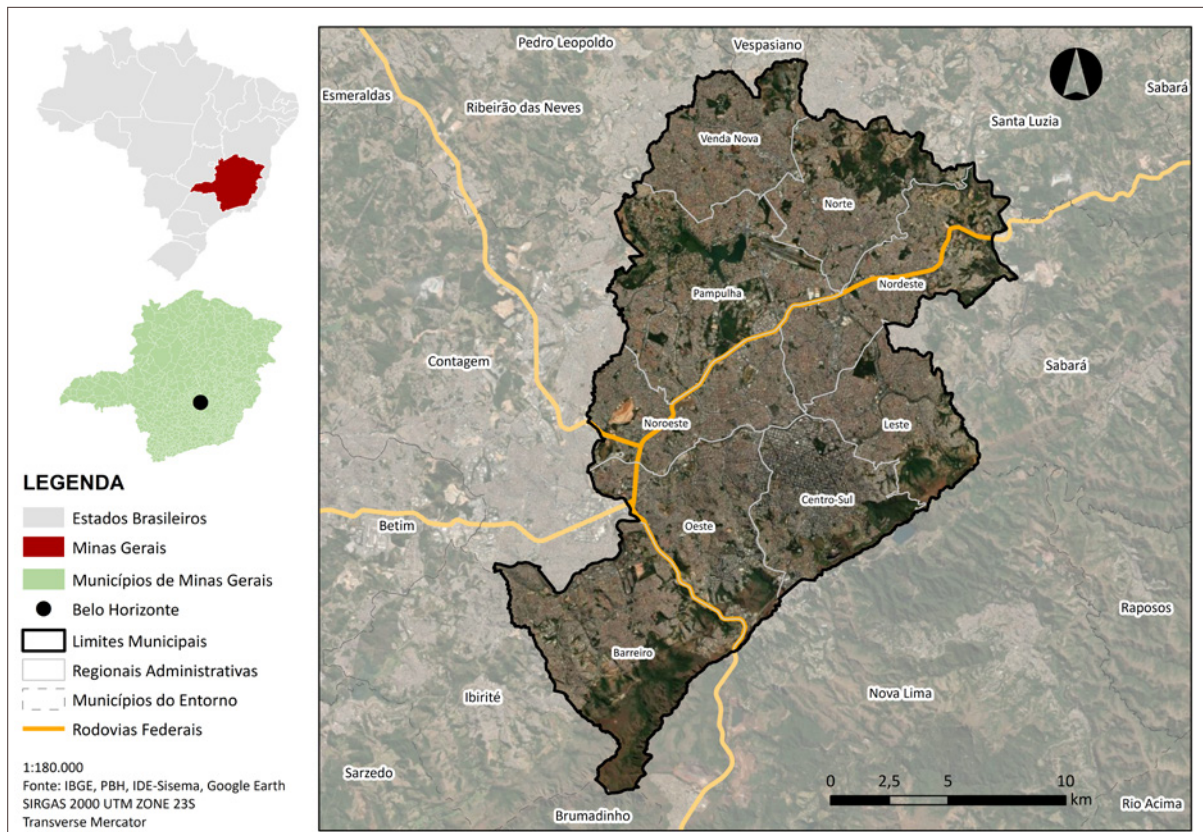 LEGENDA
Estados Brasileiros
Minas Gerais
Municípios de Minas Gerais
Belo Horizonte
Limites Municipais
Regionais Administrativas
Municípios do Entorno
Rodovias Federais
1:180.000
Fonte: IBGE, PBH, IDE-Sisema, Google Earth
SIRGAS 2000 UTM ZONE 23S
Transverse Mercator
Pedro Leopoldo
Vespasiano
Esmeraldas
Ribeirão das Neves
Sabará
Santa Luzia
Venda Nova
Norte
Nordeste
Pampulha
Contagem
Sabará
Noroeste
Leste
Centro-Sul
Betim
Oeste
Raposos
Barreiro
Ibirité
Nova Lima
Sarzedo
Brumadinho
0 2,5 5 10
km
Rio Acima